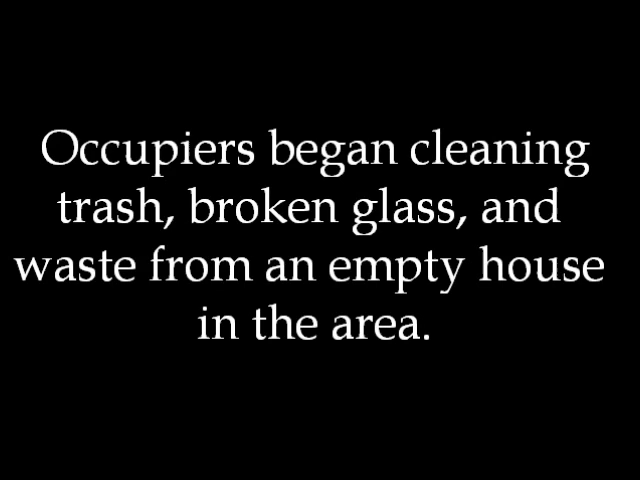 Occupiers began cleaning
trash, broken glass, and
waste from an empty house
in the area.